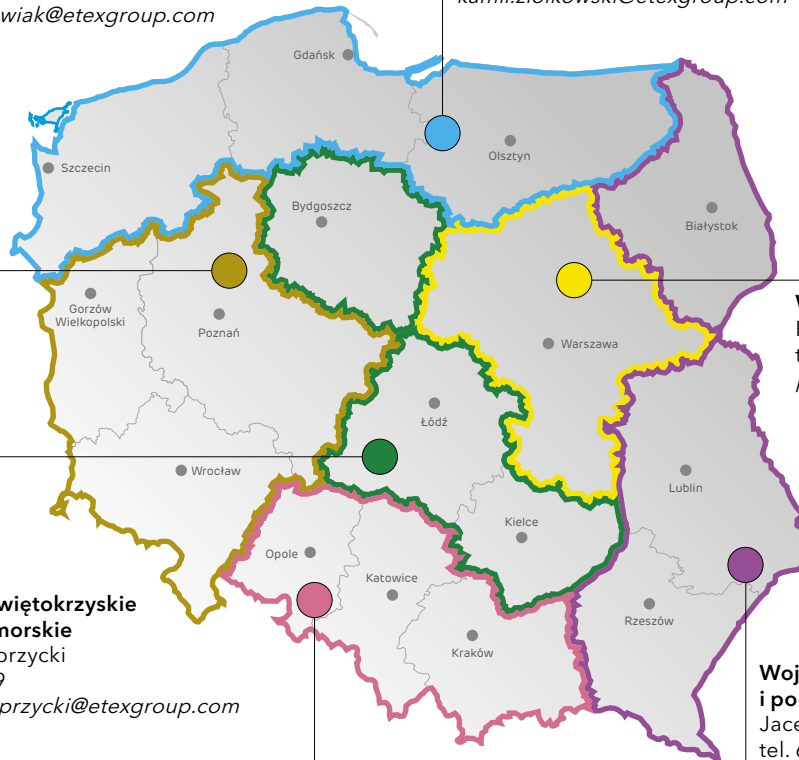 wiak@etexgroup.com
kamil.ziolkowski@etexgroup.com
Gdańsk
Olsztyn
Szczecin
Bydgoszcz
Białystok
Gorzów
Wielkopolski
Poznań
Warszawa
Łódź
Wrocław
Lublin
Kielce
Opole
Katowice
Rzeszów
Kraków
więtokrzyskie
morskie
orzycki
9
przycki@etexgroup.com
Woj
i po
Jace
tel.